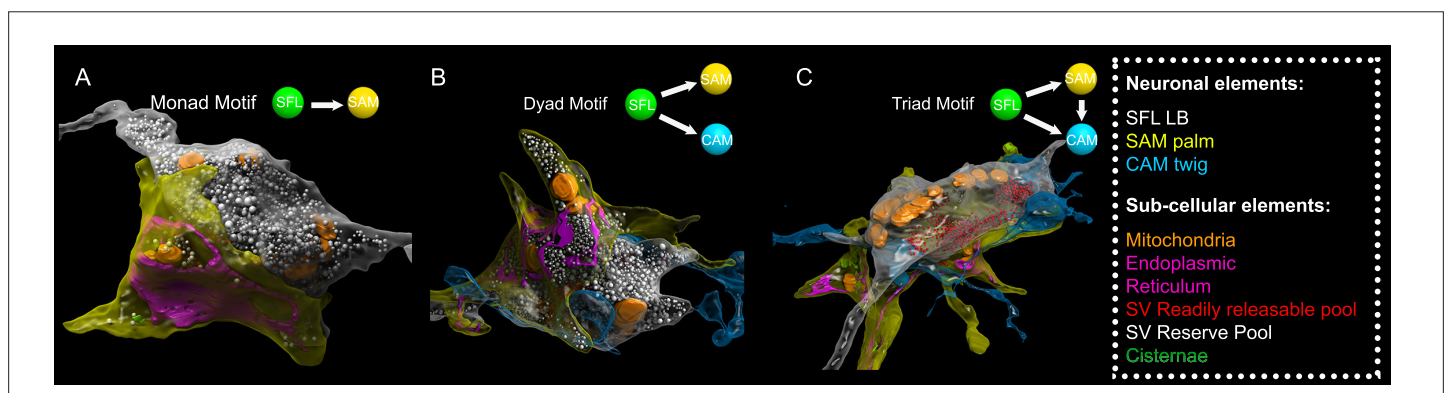 A
Monad Motif SFL SAM
B
SAM
Dyad Motif SFL
CAM
C
SAM
Triad Motif SFL
CAM
Neuronal elements:
SFL LB
SAM palm
CAM twig
Sub-cellular elements:
Mitochondria
Endoplasmic
Reticulum
SV Readily releasable pool
SV Reserve Pool
Cisternae